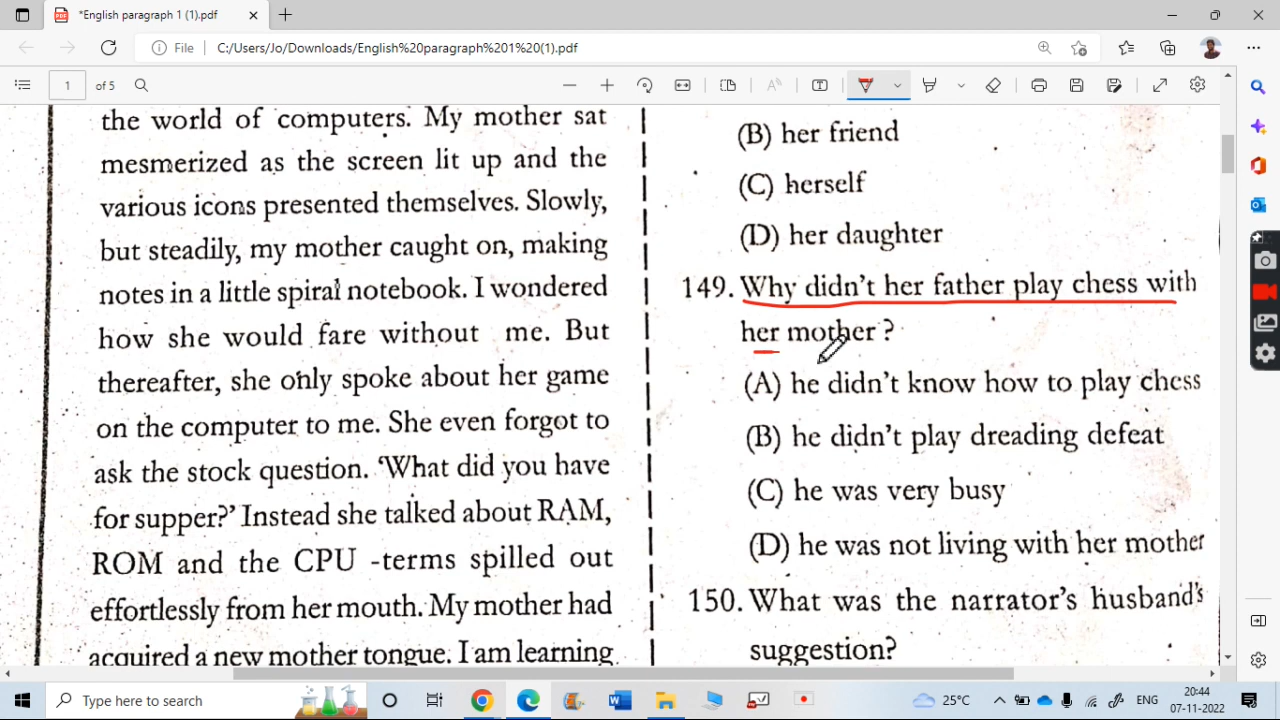 *English paragraph 1 (1).pdf
File
C:/Users/Jo/Downloads/English%20paragraph%201%20(1).pdf
1
of 5
the world of computers. My mother sat
mesmerized as the screen lit up and the
various icons presented themselves. Slowly,
but steadily, my mother caught on, making
notes in a little spiral notebook. I wondered
how she would fare without me. But
thereafter, she only spoke about her game
on the computer to me. She even forgot to
ask the stock question. ‘What did you have
for supper?’ Instead she talked about RAM,
ROM and the CPU -terms spilled out
effortlessly from her mouth. My mother had
acquired a new mother tongue. I am learning
(B) her friend
(C) herself
(D) her daughter
149. Why didn’t her father play chess with
her mother ?
(A) he didn’t know how to play chess
(B) he didn’t play dreading defeat
(C) he was very busy
(D) he was not living with her mother
150. What was the narrator’s husband’s
suggestion?
Type here to search
25°C
ENG
20:44
07-11-2022